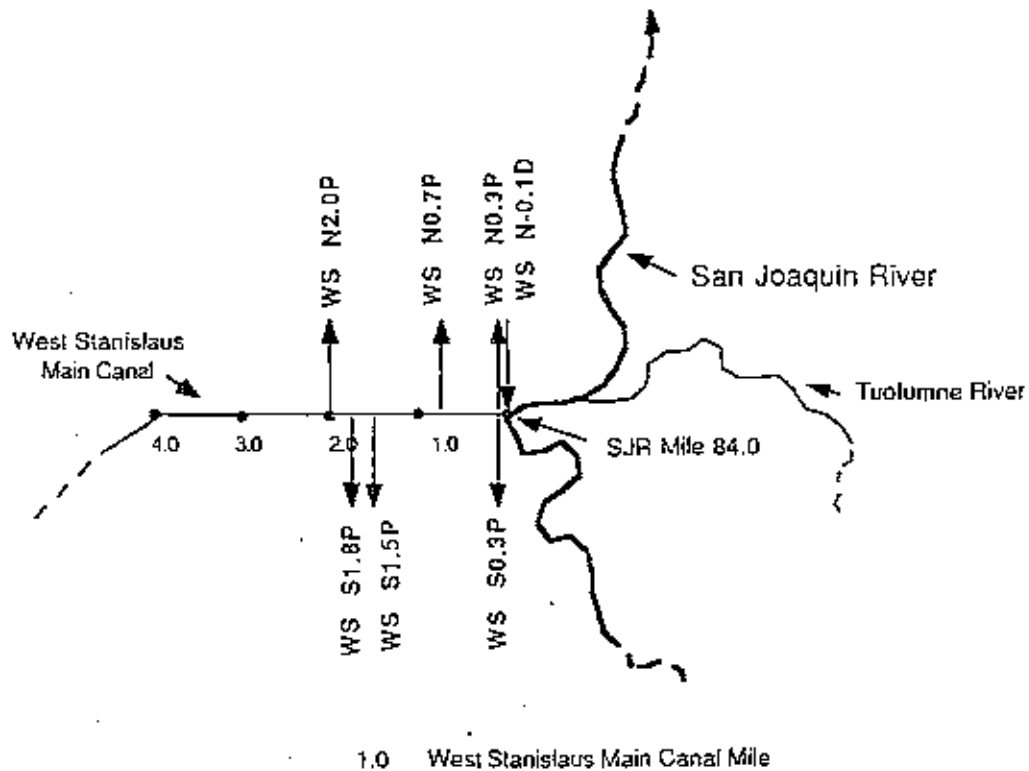 WS N2.0P
WS N0.7P
WS N0.3P
WS N-0.1D
San Joaquin River
West Stanislaus
Main Canal
Tuolumne River
4.0
3.0
2.0
1.0
SJR Mile 84.0
WS S1.8P
WS S1.5P
WS S0.3P
1.0 West Stanislaus Main Canal Mile